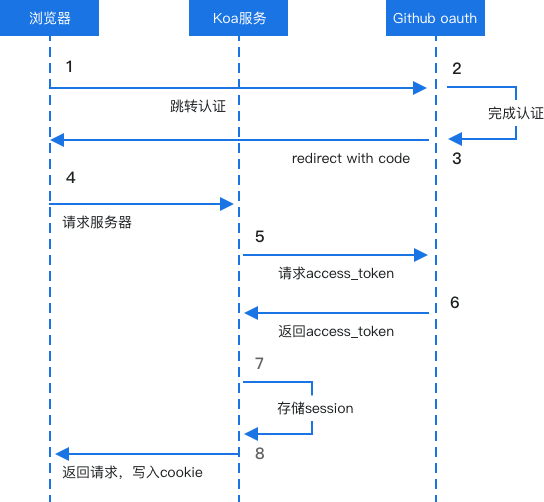 浏览器
Koa服务
Github oauth
1
2
跳转认证
完成认证
redirect with code
3
4
请求服务器
5
请求access_token
6
返回access_token
7
存储session
8
返回请求，写入cookie